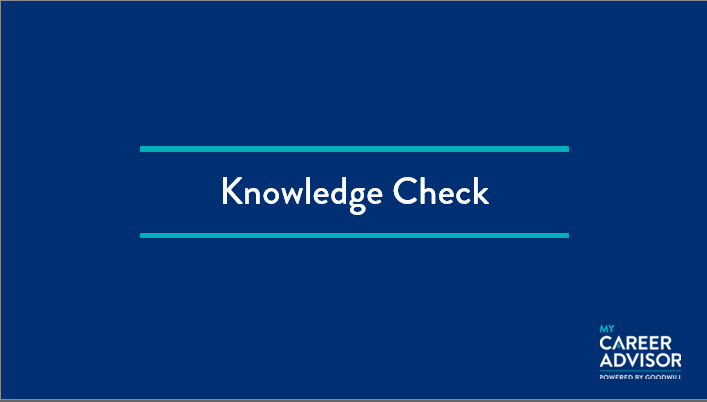 Knowledge Check
MY
CAREER
ADVISOR
POWERED BY GOODWILL